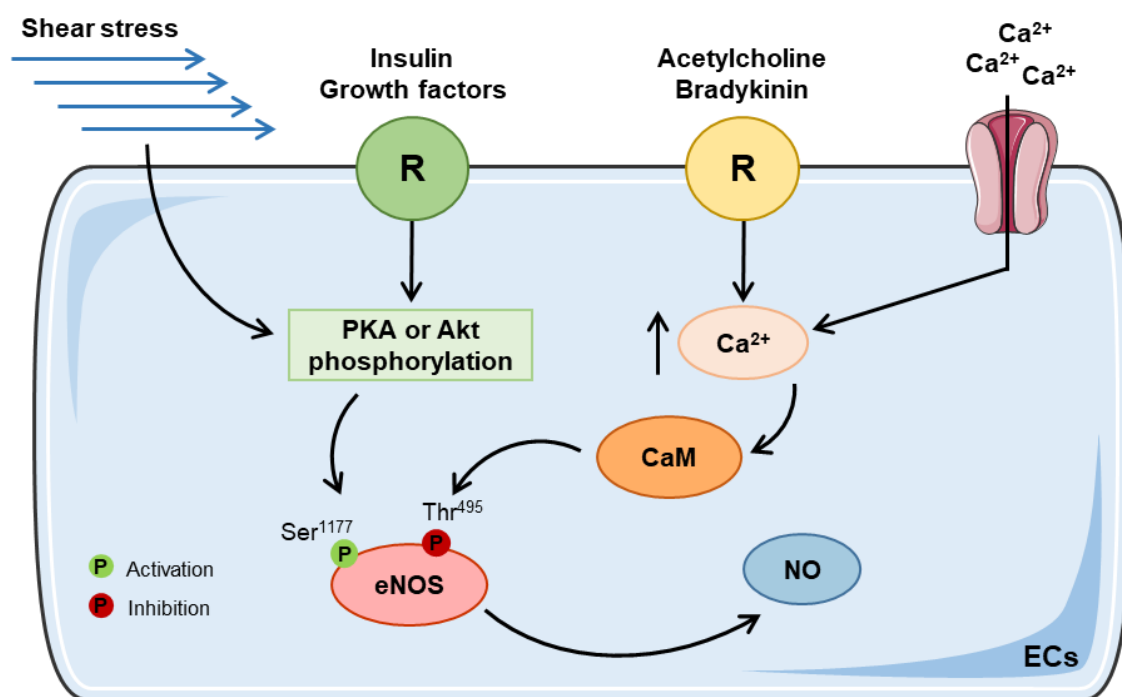 Shear stress
Insulin
Growth factors
Acetylcholine
Bradykinin
Ca²⁺
Ca²⁺ Ca²⁺
R
R
PKA or Akt
phosphorylation
Ca²⁺
CaM
Thr⁴⁹⁵
Ser¹¹⁷⁷
P
P
eNOS
NO
P Activation
P Inhibition
ECs